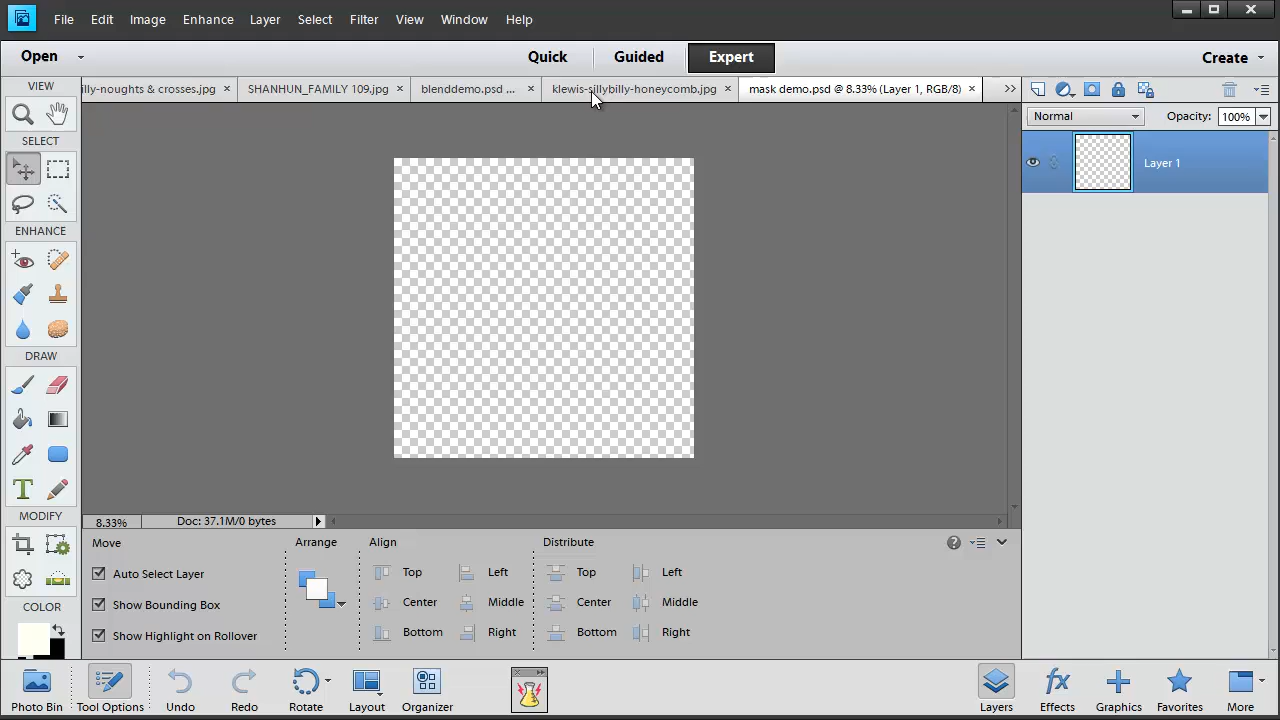 File Edit Image Enhance Layer Select Filter View Window Help
Open Quick Guided Expert Create
VIEW
illy-noughts & crosses.jpg × SHANHUN_FAMILY 109.jpg × blenddemo.psd ... × klewis-sillybilly-honeycomb.jpg × mask demo.psd @ 8.33% (Layer 1, RGB/8) ×
Normal Opacity: 100%
SELECT
Layer 1
ENHANCE
DRAW
MODIFY
8.33% Doc: 37.1M/0 bytes
Move Arrange Align Distribute
Auto Select Layer Top Left Top Left
Show Bounding Box Center Middle Center Middle
COLOR
Show Highlight on Rollover Bottom Right Bottom Right
Photo Bin Tool Options Undo Redo Rotate Layout Organizer Layers Effects Graphics Favorites More